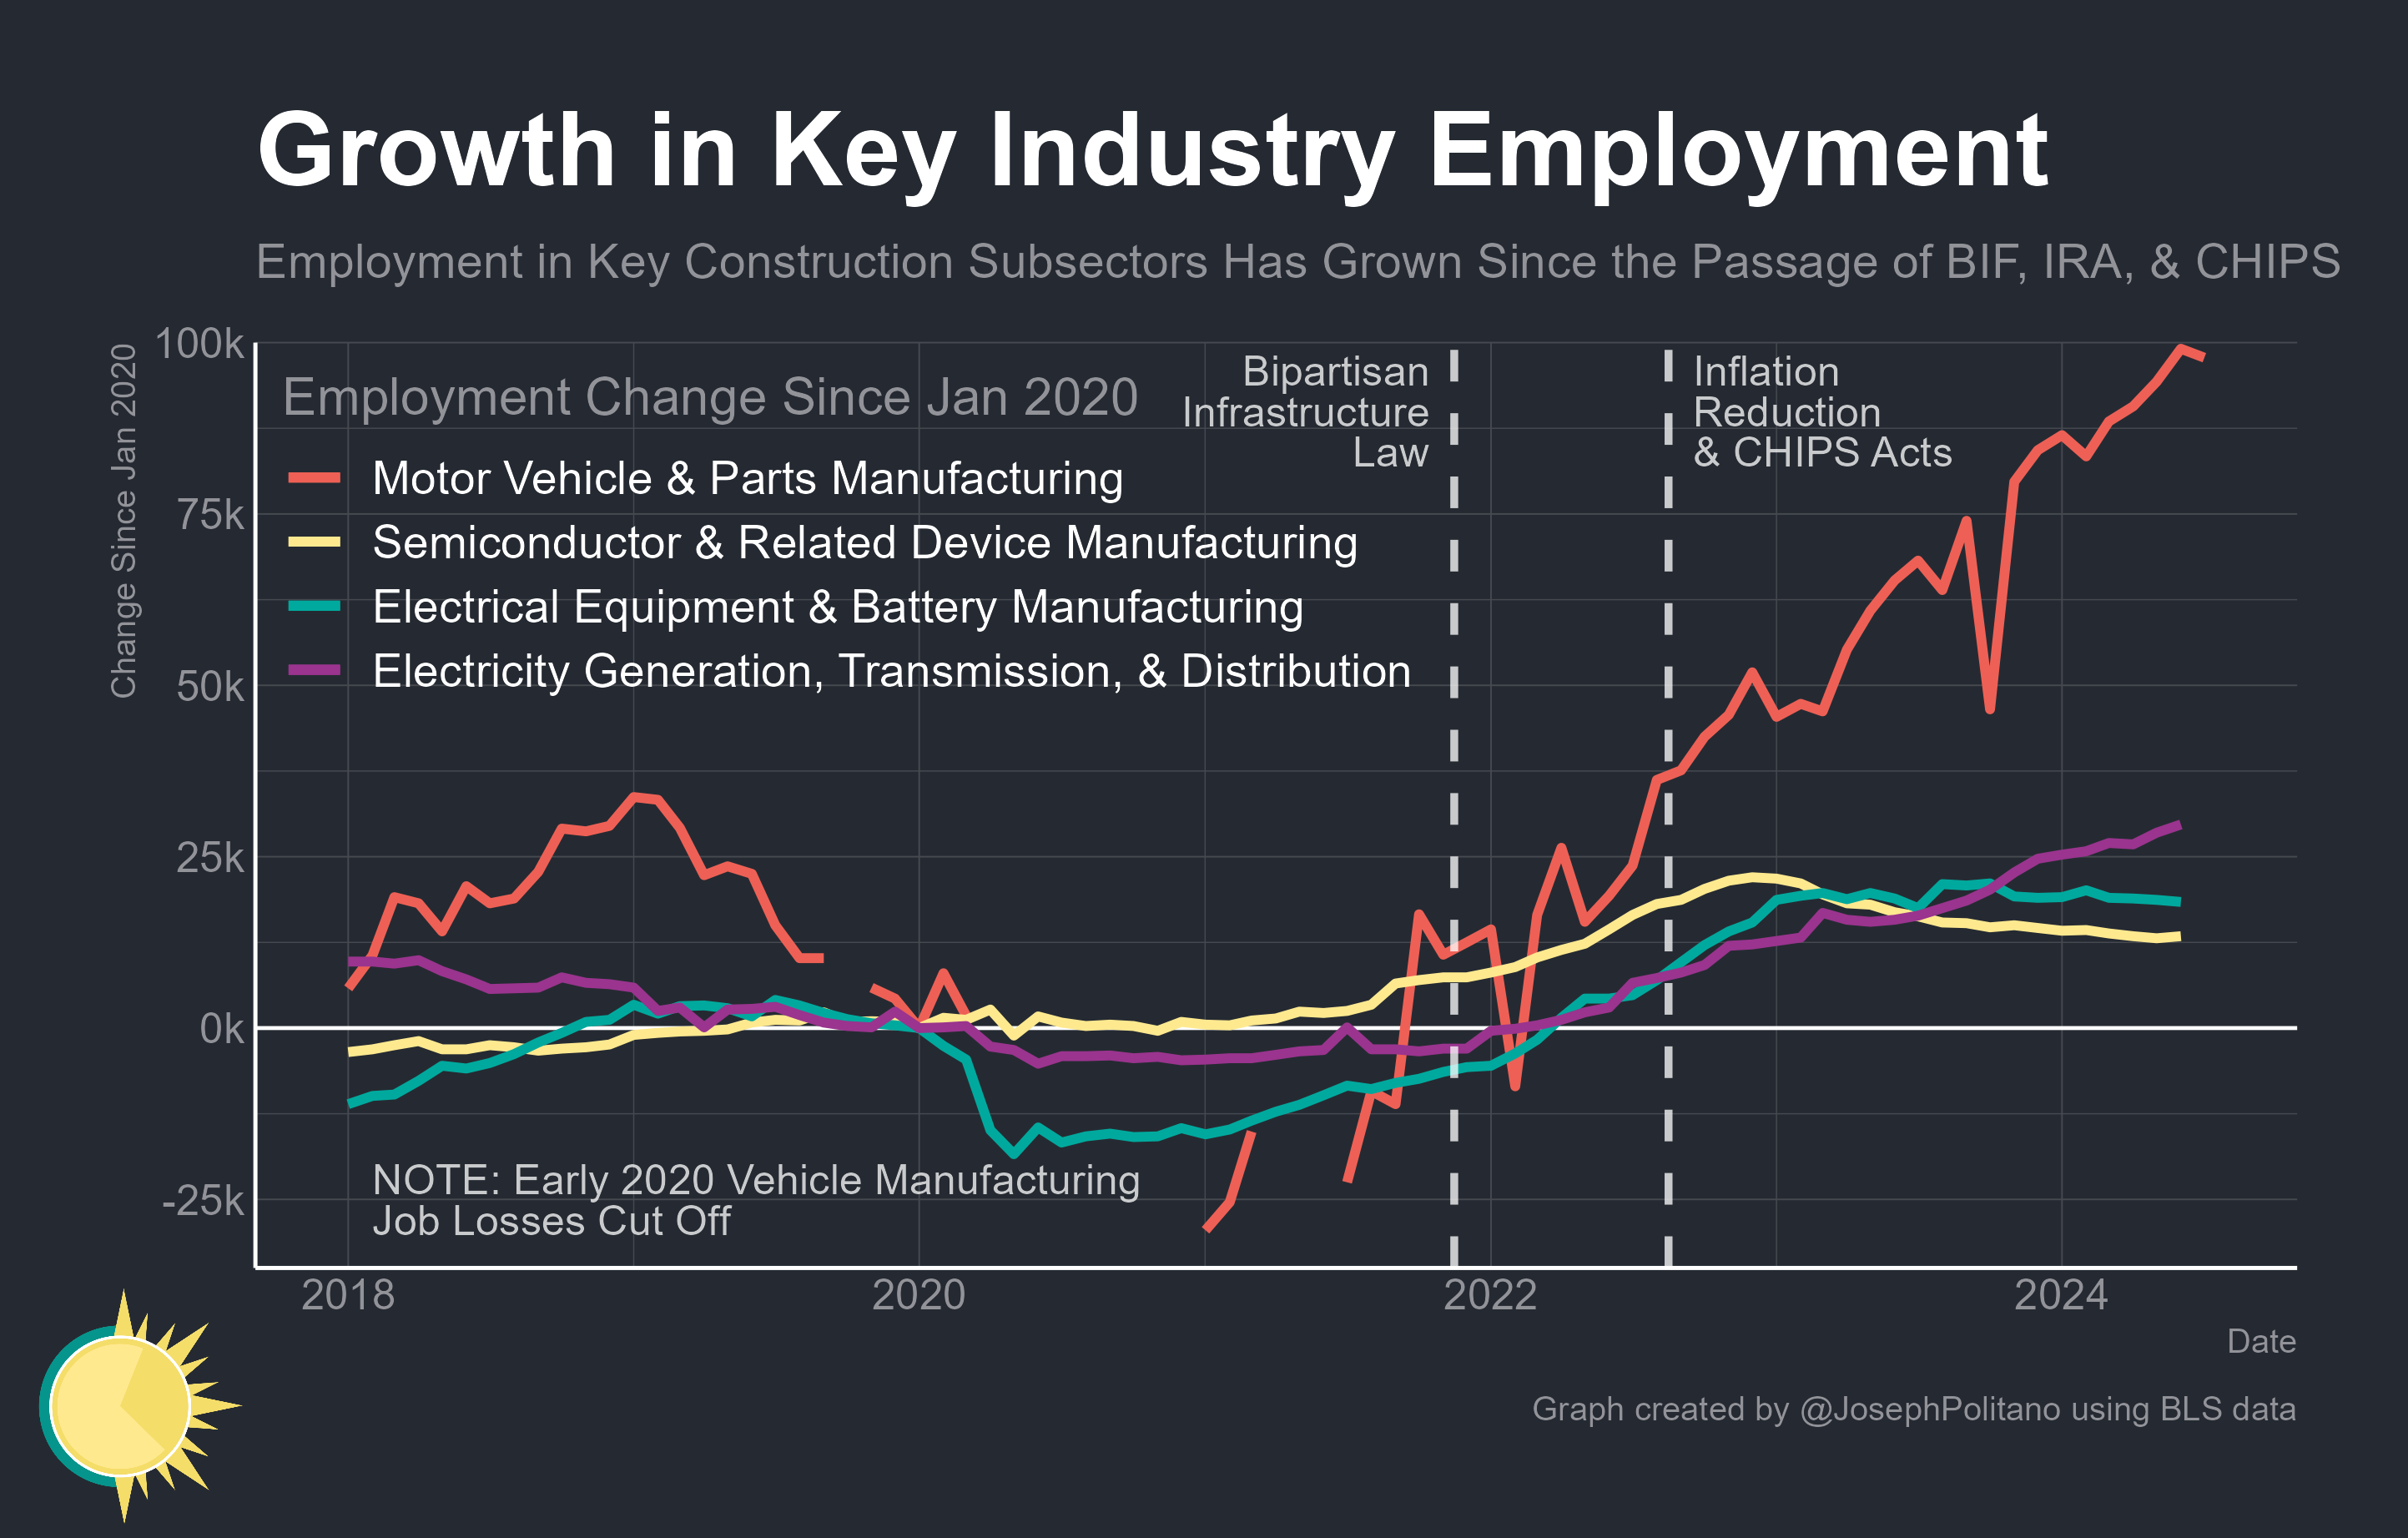 Growth in Key Industry Employment
Employment in Key Construction Subsectors Has Grown Since the Passage of BIF, IRA, & CHIPS
Change Since Jan 2020
100k
75k
50k
25k
0k
-25k
Employment Change Since Jan 2020
Motor Vehicle & Parts Manufacturing
Semiconductor & Related Device Manufacturing
Electrical Equipment & Battery Manufacturing
Electricity Generation, Transmission, & Distribution
Bipartisan
Infrastructure
Law
Inflation
Reduction
& CHIPS Acts
NOTE: Early 2020 Vehicle Manufacturing
Job Losses Cut Off
2018
2020
2022
2024
Date
Graph created by @JosephPolitano using BLS data